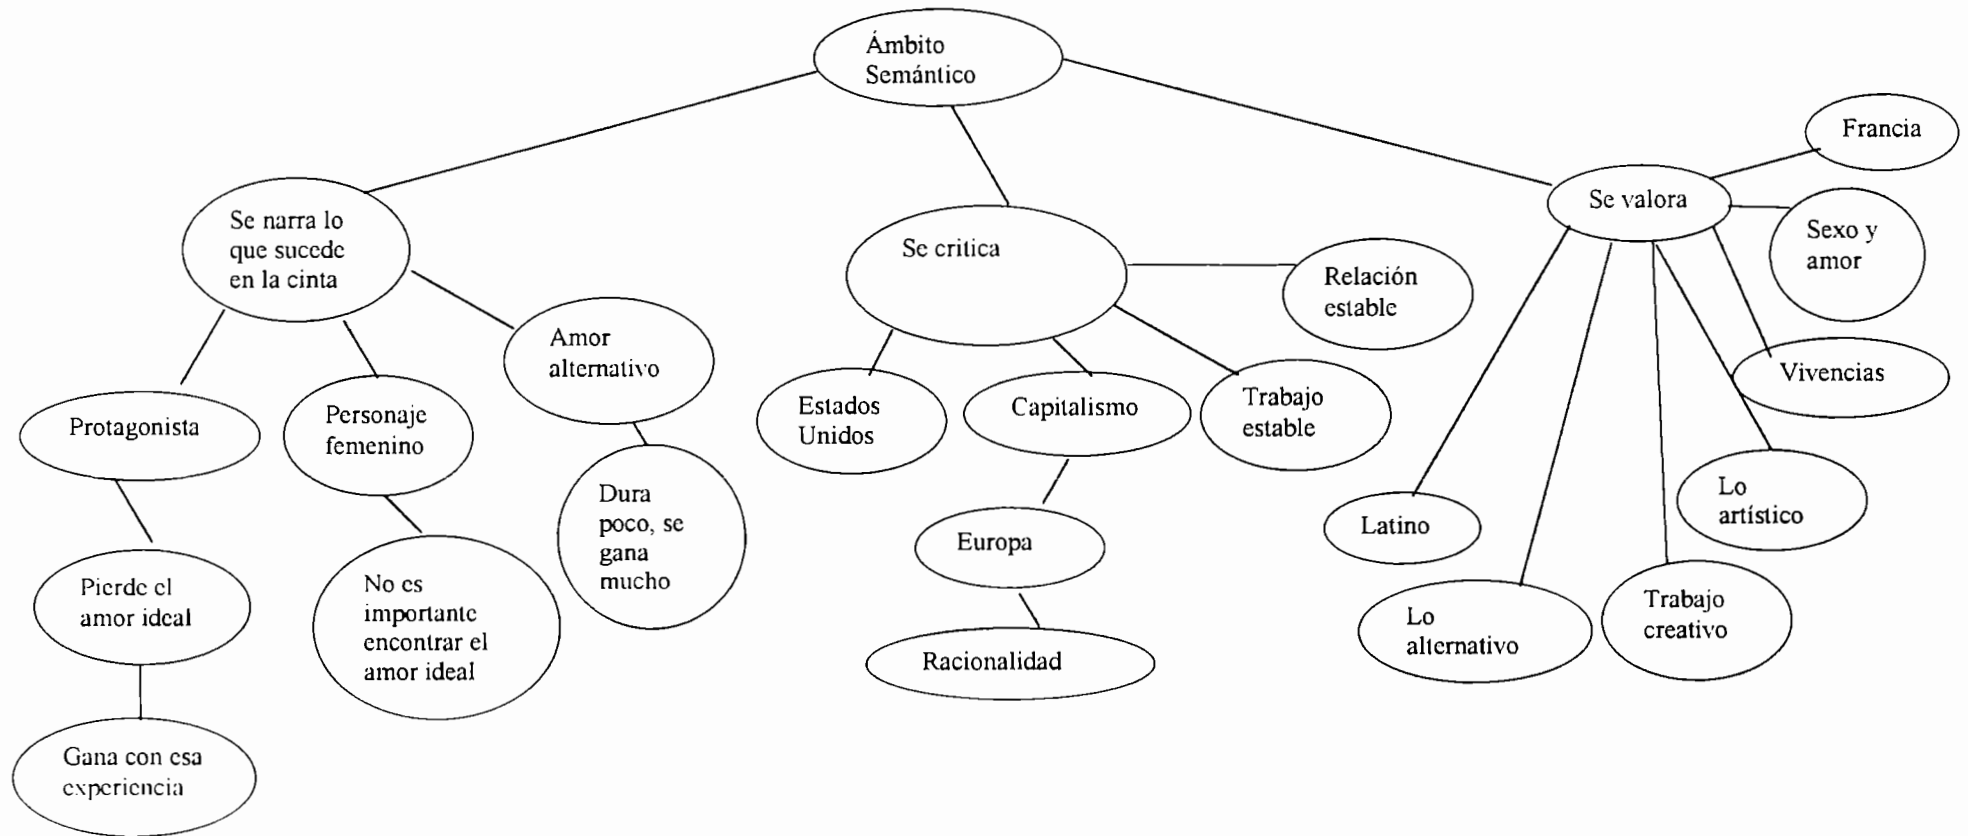 Ámbito
Semántico
Francia
Se valora
Se narra lo
que sucede
en la cinta
Se critica
Sexo y
amor
Relación
estable
Amor
alternativo
Vivencias
Protagonista
Personaje
femenino
Estados
Unidos
Capitalismo
Trabajo
estable
Dura
poco, se
gana
mucho
Lo
artístico
Latino
Europa
Pierde el
amor ideal
No es
importante
encontrar el
amor ideal
Lo
alternativo
Trabajo
creativo
Racionalidad
Gana con esa
experiencia